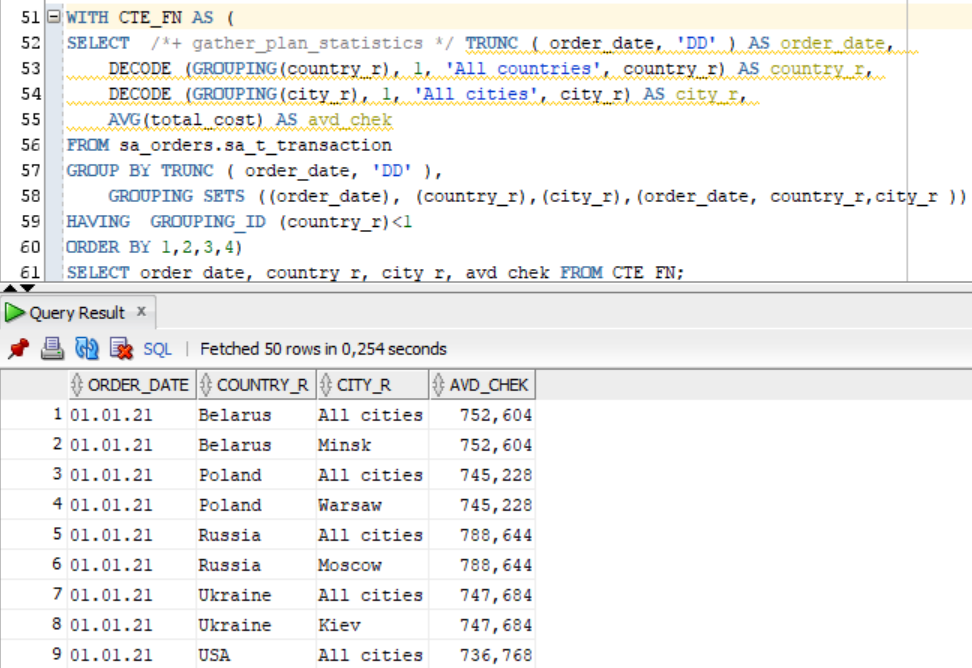 51 WITH CTE_FN AS (
52 SELECT /*+ gather_plan_statistics */ TRUNC ( order_date, 'DD' ) AS order_date,
53 DECODE (GROUPING(country_r), 1, 'All countries', country_r) AS country_r,
54 DECODE (GROUPING(city_r), 1, 'All cities', city_r) AS city_r,
55 AVG(total_cost) AS avd_chek
56 FROM sa_orders.sa_t_transaction
57 GROUP BY TRUNC ( order_date, 'DD' ),
58 GROUPING SETS ((order_date), (country_r),(city_r),(order_date, country_r,city_r ))
59 HAVING GROUPING_ID (country_r)<1
60 ORDER BY 1,2,3,4)
61 SELECT order_date, country_r, city_r, avd_chek FROM CTE_FN;
Query Result x
SQL | Fetched 50 rows in 0,254 seconds
ORDER_DATE COUNTRY_R CITY_R AVD_CHEK
1 01.01.21 Belarus All cities 752,604
2 01.01.21 Belarus Minsk 752,604
3 01.01.21 Poland All cities 745,228
4 01.01.21 Poland Warsaw 745,228
5 01.01.21 Russia All cities 788,644
6 01.01.21 Russia Moscow 788,644
7 01.01.21 Ukraine All cities 747,684
8 01.01.21 Ukraine Kiev 747,684
9 01.01.21 USA All cities 736,768